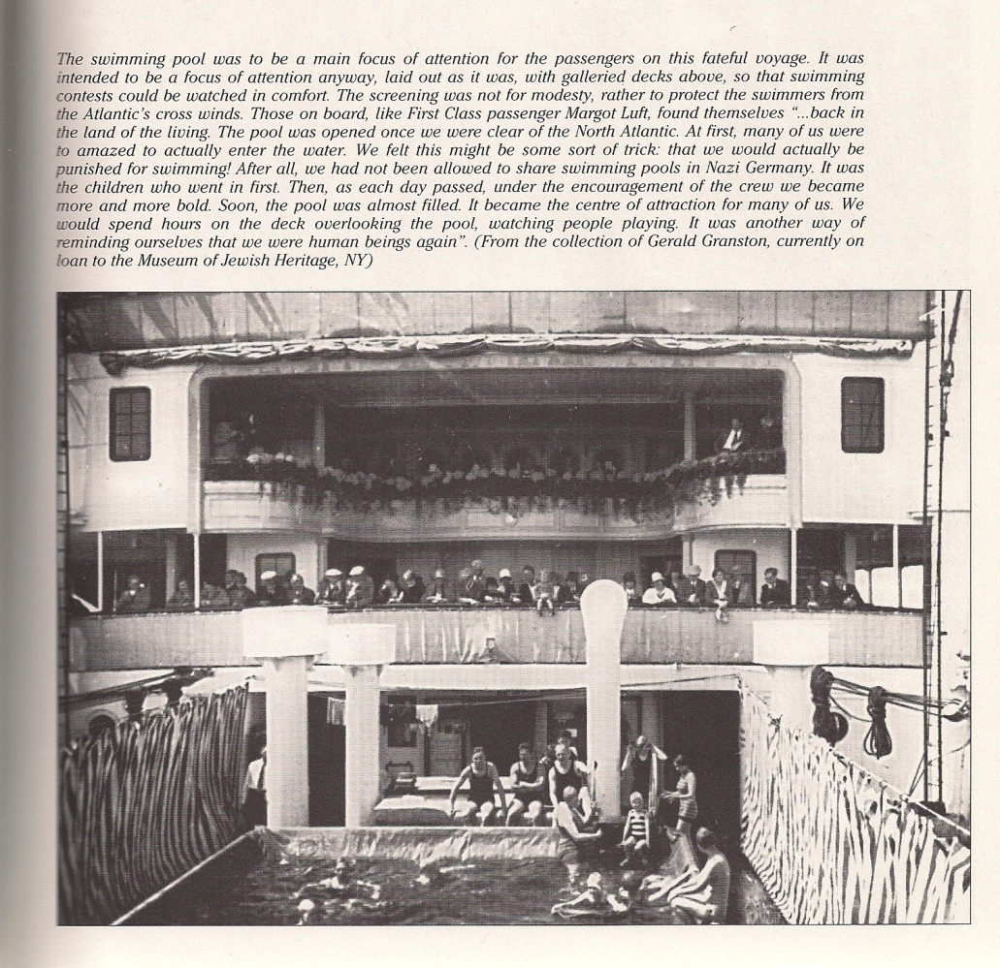 The swimming pool was to be a main focus of attention for the passengers on this fateful voyage. It was
intended to be a focus of attention anyway, laid out as it was, with galleried decks above, so that swimming
contests could be watched in comfort. The screening was not for modesty, rather to protect the swimmers from
the Atlantic's cross winds. Those on board, like First Class passenger Margot Luft, found themselves “...back in
the land of the living. The pool was opened once we were clear of the North Atlantic. At first, many of us were
to amazed to actually enter the water. We felt this might be some sort of trick: that we would actually be
punished for swimming! After all, we had not been allowed to share swimming pools in Nazi Germany. It was
the children who went in first. Then, as each day passed, under the encouragement of the crew we became
more and more bold. Soon, the pool was almost filled. It became the centre of attraction for many of us. We
would spend hours on the deck overlooking the pool, watching people playing. It was another way of
reminding ourselves that we were human beings again”. (From the collection of Gerald Granston, currently on
loan to the Museum of Jewish Heritage, NY)